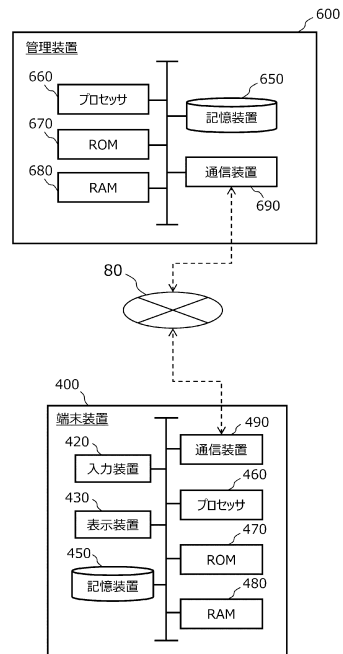 600
管理装置
660
プロセッサ
650
記憶装置
670
ROM
680
RAM
通信装置
690
80
400
端末装置
420
入力装置
490
通信装置
430
表示装置
460
プロセッサ
450
記憶装置
470
ROM
480
RAM